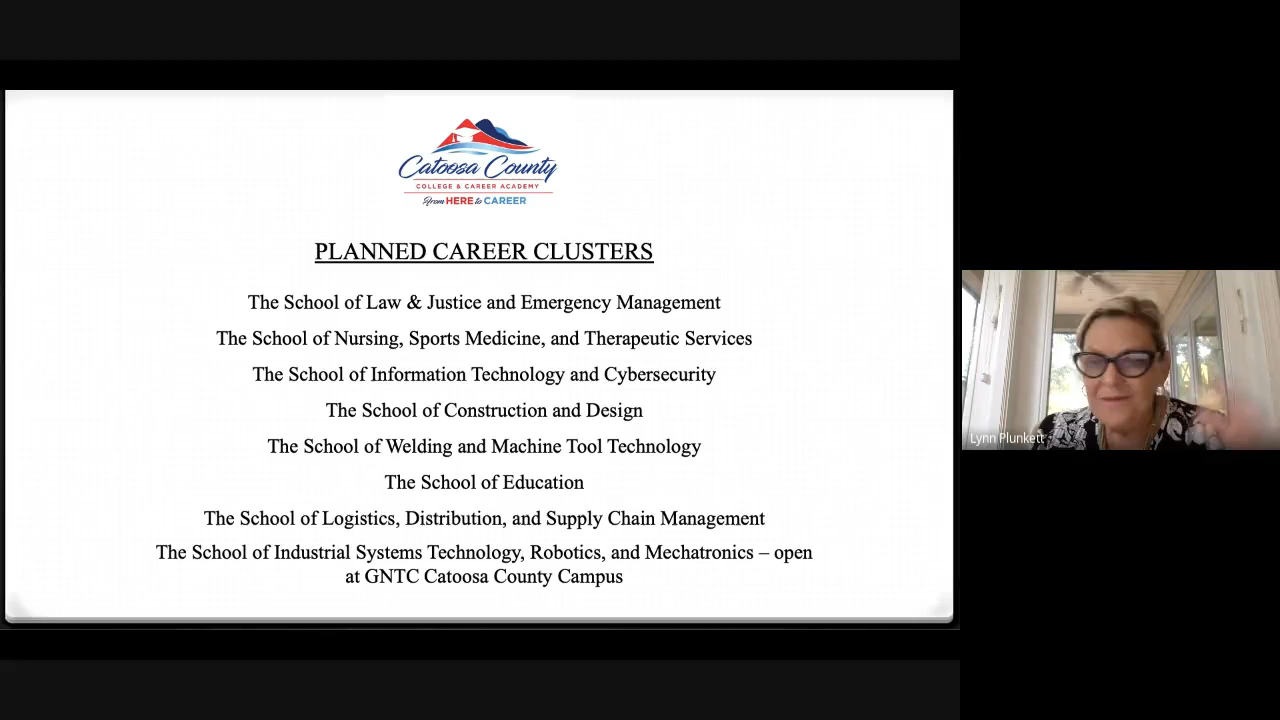 Catoosa County
COLLEGE & CAREER ACADEMY
From HERE to CAREER
PLANNED CAREER CLUSTERS
The School of Law & Justice and Emergency Management
The School of Nursing, Sports Medicine, and Therapeutic Services
The School of Information Technology and Cybersecurity
The School of Construction and Design
The School of Welding and Machine Tool Technology
The School of Education
The School of Logistics, Distribution, and Supply Chain Management
The School of Industrial Systems Technology, Robotics, and Mechatronics – open
at GNTC Catoosa County Campus
Lynn Plunkett